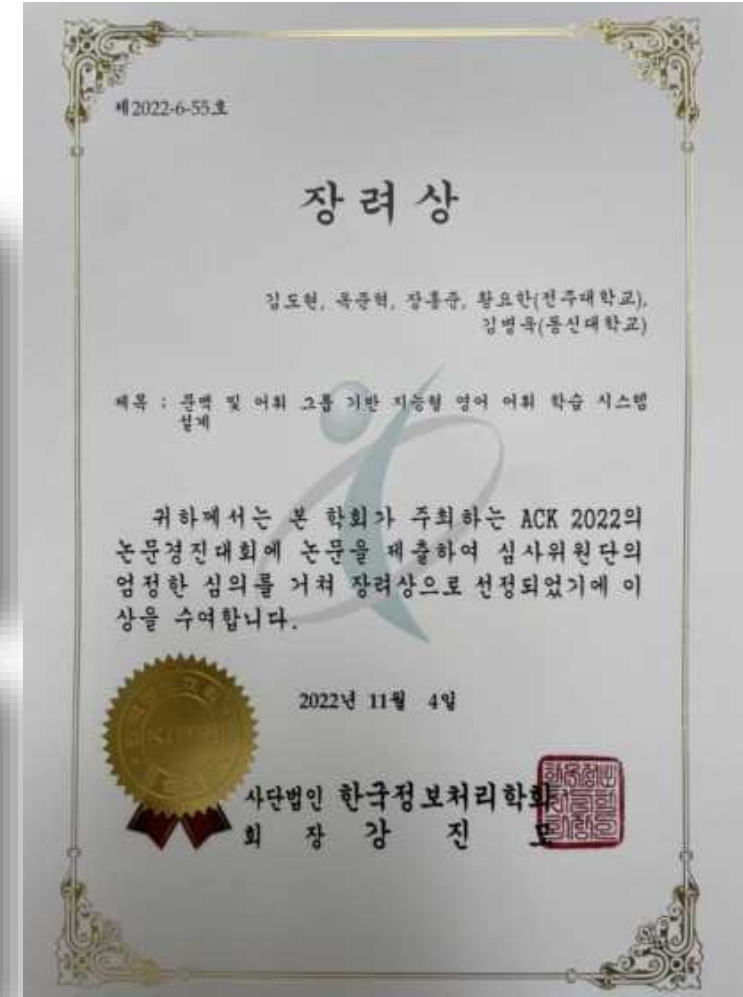 제2022-6-55호
장려상
김도현, 옥준혁, 장홍준, 황요한(전주대학교),
김병욱(동신대학교)
제목 : 문맥 및 어휘 그룹 기반 지능형 영어 어휘 학습 시스템
설계
귀하께서는 본 학회가 주최하는 ACK 2022의
논문경진대회에 논문을 제출하여 심사위원단의
엄정한 심의를 거쳐 장려상으로 선정되었기에 이
상을 수여합니다.
2022년 11월 4일
사단법인 한국정보처리학회
회 장 강 진 모